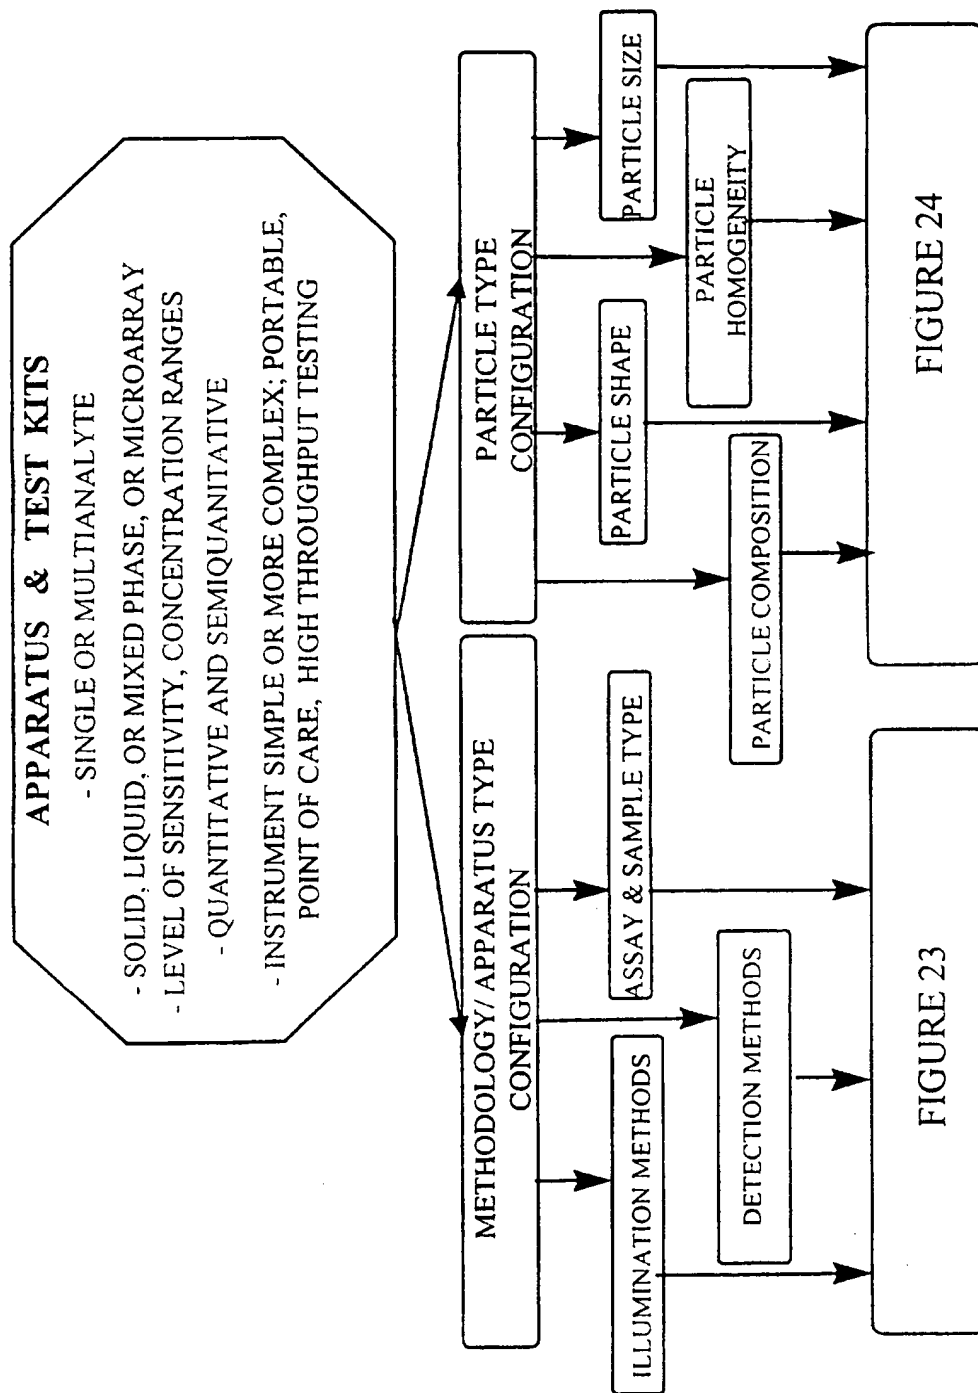 APPARATUS & TEST KITS
- SINGLE OR MULTIANALYTE
- SOLID, LIQUID, OR MIXED PHASE, OR MICROARRAY
- LEVEL OF SENSITIVITY, CONCENTRATION RANGES
- QUANTITATIVE AND SEMIQUANITATIVE
- INSTRUMENT SIMPLE OR MORE COMPLEX; PORTABLE,
POINT OF CARE, HIGH THROUGHPUT TESTING
METHODOLOGY/ APPARATUS TYPE
CONFIGURATION
PARTICLE TYPE
CONFIGURATION
ILLUMINATION METHODS
DETECTION METHODS
ASSAY & SAMPLE TYPE
PARTICLE COMPOSITION
PARTICLE SHAPE
PARTICLE
HOMOGENEITY
PARTICLE SIZE
FIGURE 23
FIGURE 24